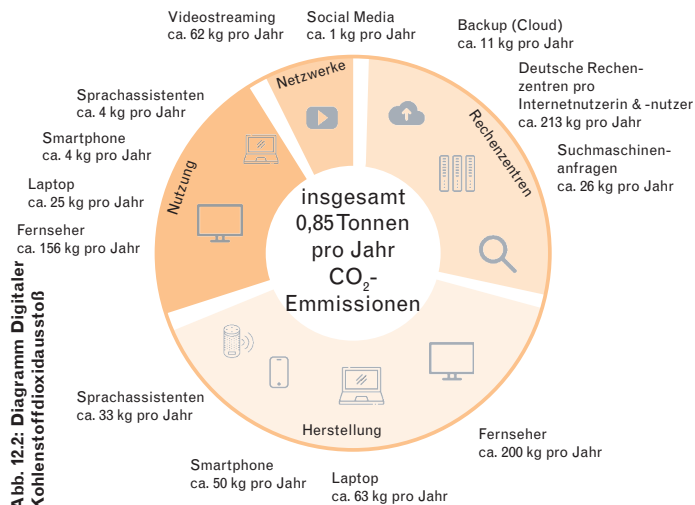 Videostreaming
ca. 62 kg pro Jahr
Social Media
ca. 1 kg pro Jahr
Backup (Cloud)
ca. 11 kg pro Jahr
Deutsche Rechen-
zentren pro
Internetnutzerin & -nutzer
ca. 213 kg pro Jahr
Suchmaschinen-
anfragen
ca. 26 kg pro Jahr
Sprachassistenten
ca. 4 kg pro Jahr
Smartphone
ca. 4 kg pro Jahr
Laptop
ca. 25 kg pro Jahr
Fernseher
ca. 156 kg pro Jahr
Netzwerke
Rechenzentren
Nutzung
insgesamt
0,85 Tonnen
pro Jahr
CO₂-
Emmissionen
Herstellung
Sprachassistenten
ca. 33 kg pro Jahr
Smartphone
ca. 50 kg pro Jahr
Laptop
ca. 63 kg pro Jahr
Fernseher
ca. 200 kg pro Jahr
Abb. 12.2: Diagramm Digitaler
Kohlenstoffdioxidausstoß